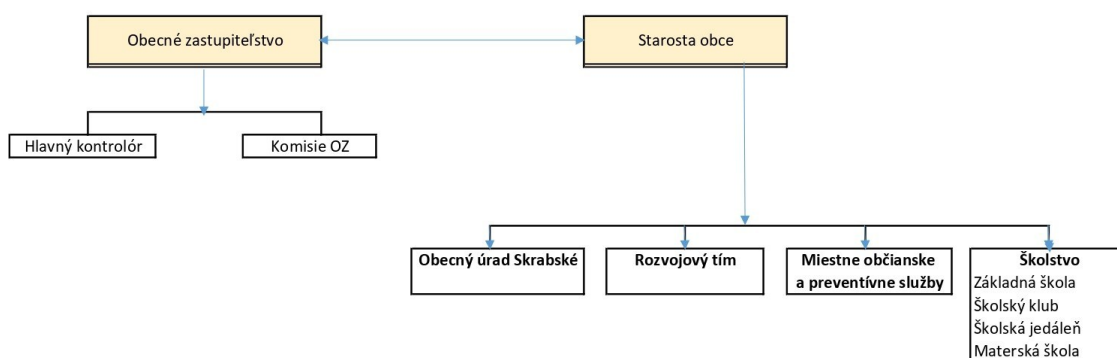 Obecné zastupiteľstvo
Starosta obce
Hlavný kontrolór
Komisie OZ
Obecný úrad Skrabské
Rozvojový tím
Miestne občianske
a preventívne služby
Školstvo
Základná škola
Školský klub
Školská jedáleň
Materská škola